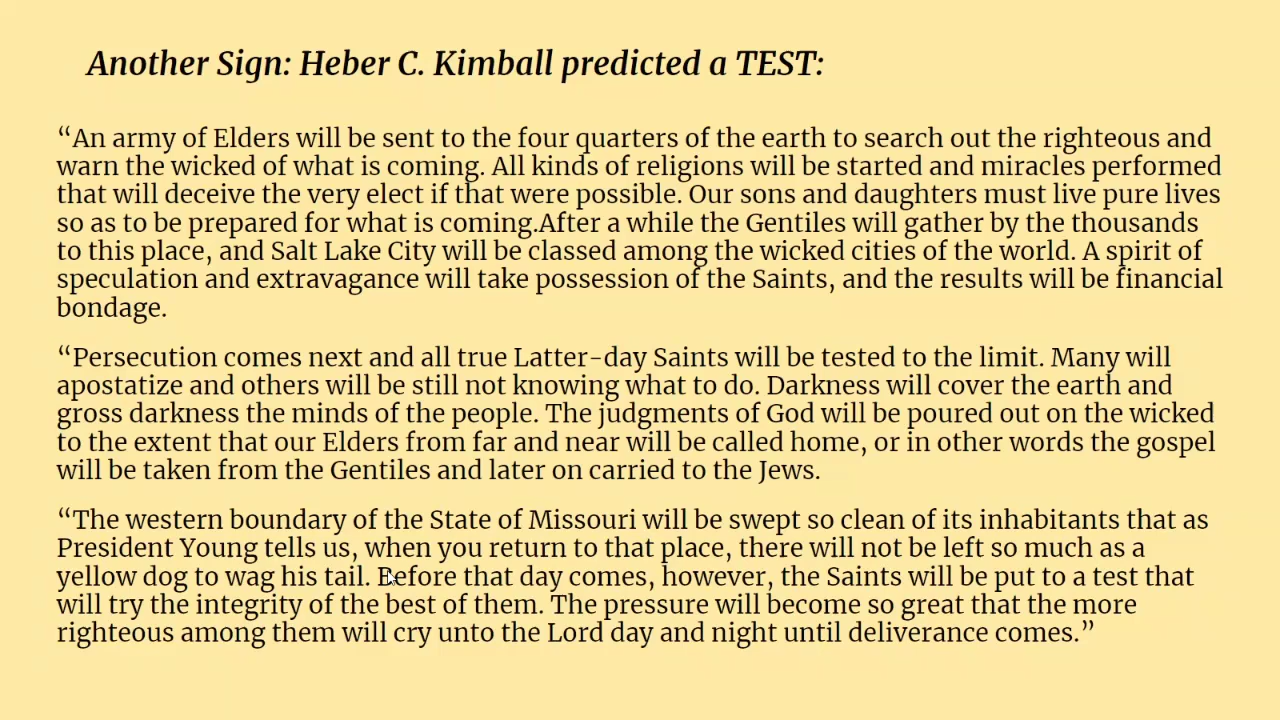 Another Sign: Heber C. Kimball predicted a TEST:
“An army of Elders will be sent to the four quarters of the earth to search out the righteous and
warn the wicked of what is coming. All kinds of religions will be started and miracles performed
that will deceive the very elect if that were possible. Our sons and daughters must live pure lives
so as to be prepared for what is coming.After a while the Gentiles will gather by the thousands
to this place, and Salt Lake City will be classed among the wicked cities of the world. A spirit of
speculation and extravagance will take possession of the Saints, and the results will be financial
bondage.
“Persecution comes next and all true Latter-day Saints will be tested to the limit. Many will
apostatize and others will be still not knowing what to do. Darkness will cover the earth and
gross darkness the minds of the people. The judgments of God will be poured out on the wicked
to the extent that our Elders from far and near will be called home, or in other words the gospel
will be taken from the Gentiles and later on carried to the Jews.
“The western boundary of the State of Missouri will be swept so clean of its inhabitants that as
President Young tells us, when you return to that place, there will not be left so much as a
yellow dog to wag his tail. Before that day comes, however, the Saints will be put to a test that
will try the integrity of the best of them. The pressure will become so great that the more
righteous among them will cry unto the Lord day and night until deliverance comes.”